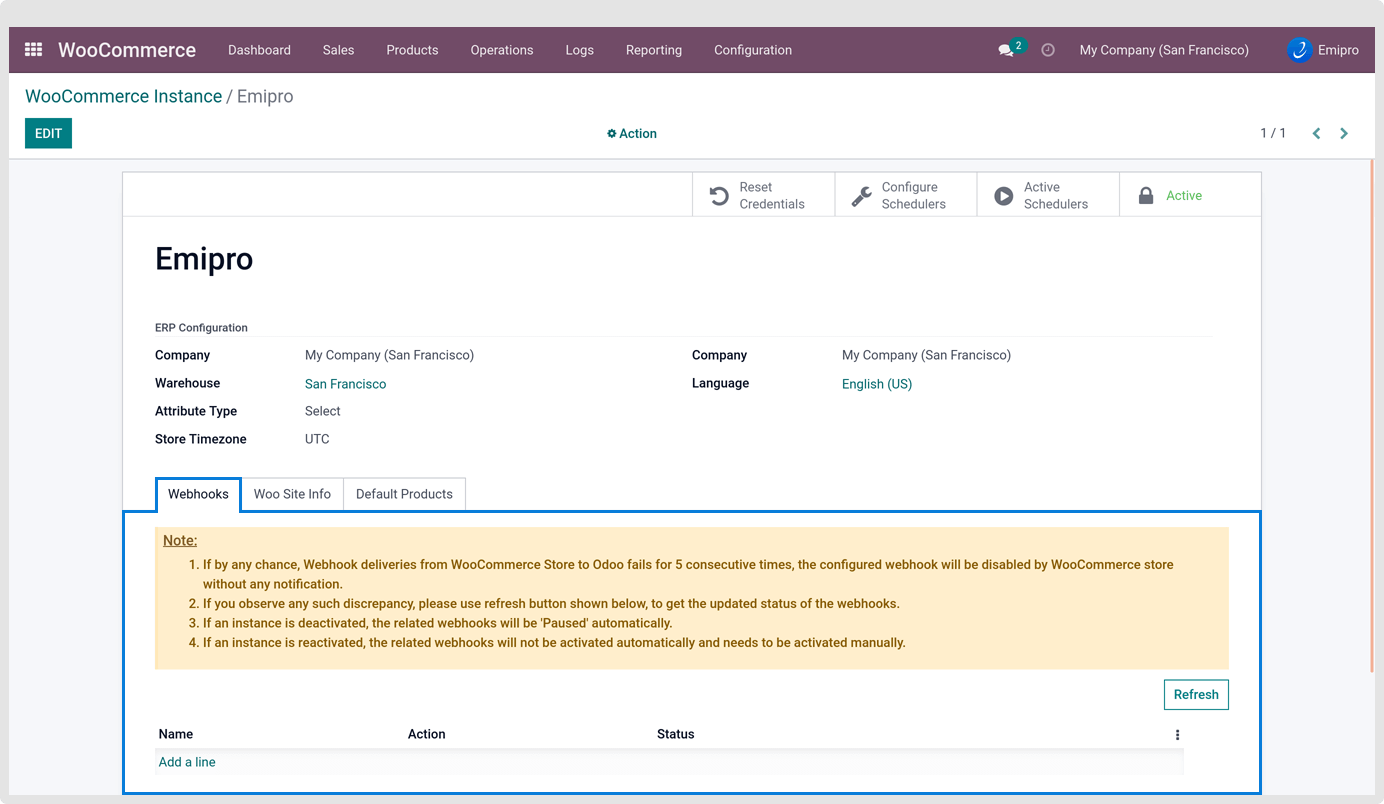 WooCommerce Dashboard Sales Products Operations Logs Reporting Configuration 2 My Company (San Francisco) Emipro
WooCommerce Instance / Emipro
EDIT Action 1 / 1
Reset Credentials
Configure Schedulers
Active Schedulers
Active
Emipro
ERP Configuration
Company My Company (San Francisco) Company My Company (San Francisco)
Warehouse San Francisco Language English (US)
Attribute Type Select
Store Timezone UTC
Webhooks Woo Site Info Default Products
Note:
1. If by any chance, Webhook deliveries from WooCommerce Store to Odoo fails for 5 consecutive times, the configured webhook will be disabled by WooCommerce store
without any notification.
2. If you observe any such discrepancy, please use refresh button shown below, to get the updated status of the webhooks.
3. If an instance is deactivated, the related webhooks will be 'Paused' automatically.
4. If an instance is reactivated, the related webhooks will not be activated automatically and needs to be activated manually.
Refresh
Name Action Status
Add a line